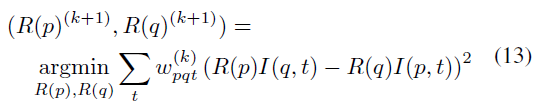 (R(p)^{(k+1)}, R(q)^{(k+1)}) =
argmin_{R(p),R(q)} ∑_t w_{pqt}^{(k)} (R(p)I(q, t) − R(q)I(p, t))^2 (13)